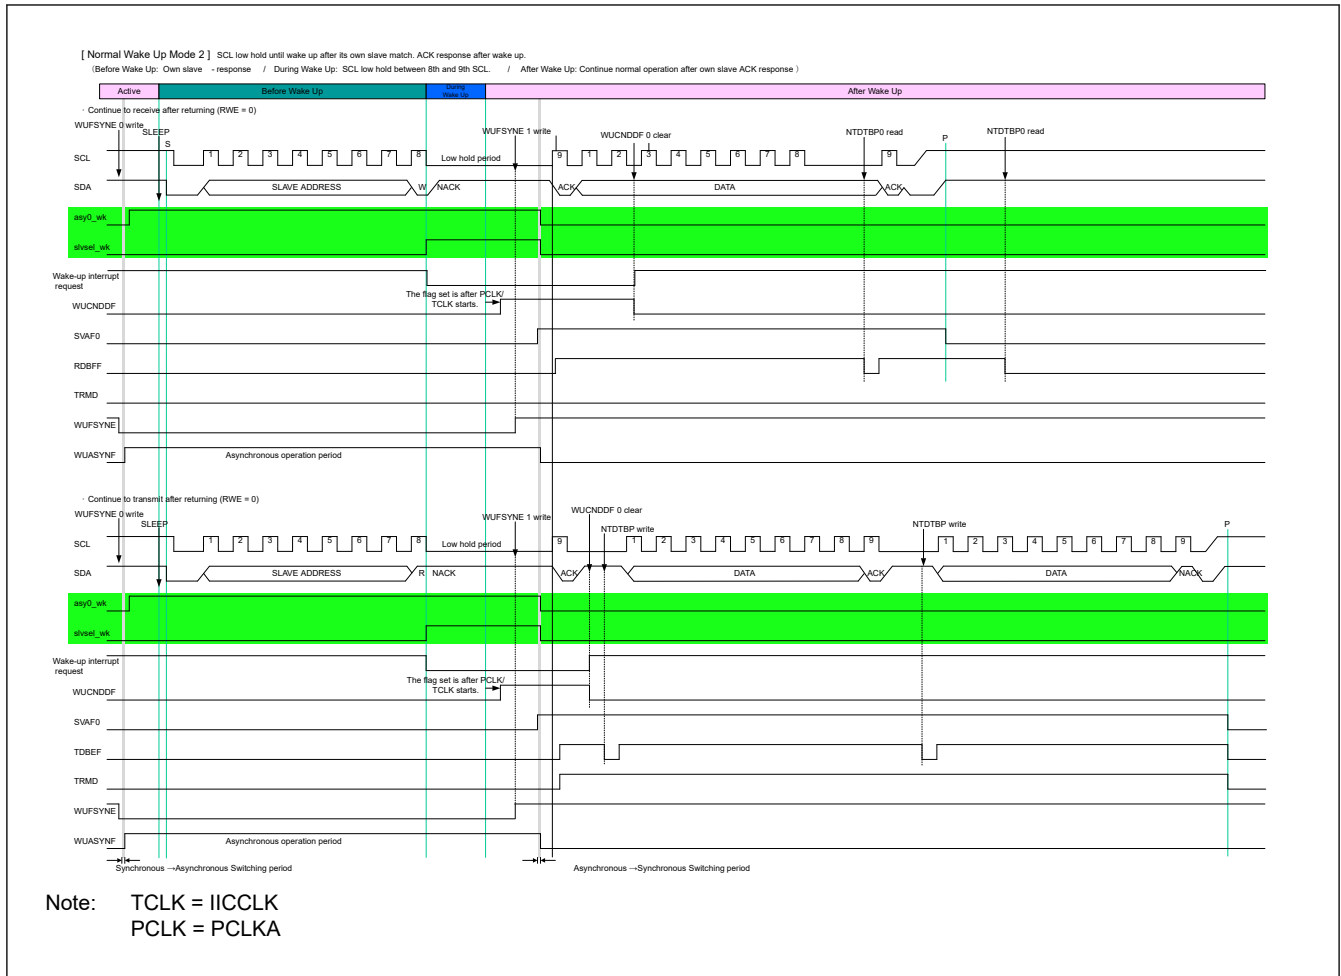 [ Normal Wake Up Mode 2 ] SCL low hold until wake up after its own slave match. ACK response after wake up.
(Before Wake Up: Own slave - response / During Wake Up: SCL low hold between 8th and 9th SCL. / After Wake Up: Continue normal operation after own slave ACK response )
Active Before Wake Up During Wake Up After Wake Up
· Continue to receive after returning (RWE = 0)
WUFSYNE 0 write SLEEP WUFSYNE 1 write WUCNDDF 0 clear NTDTBP0 read P NTDTBP0 read
S
SCL 1 2 3 4 5 6 7 8 Low hold period 9 1 2 3 4 5 6 7 8 9
SDA SLAVE ADDRESS W NACK ACK DATA ACK
asy0_wk
slvsel_wk
Wake-up interrupt
request
The flag set is after PCLK/
TCLK starts.
WUCNDDF
SVAF0
RDBFF
TRMD
WUFSYNE
WUASYNF Asynchronous operation period
· Continue to transmit after returning (RWE = 0)
WUFSYNE 0 write SLEEP WUFSYNE 1 write WUCNDDF 0 clear NTDTBP write NTDTBP write P
SCL 1 2 3 4 5 6 7 8 Low hold period 9 1 2 3 4 5 6 7 8 9 1 2 3 4 5 6 7 8 9
SDA SLAVE ADDRESS R NACK ACK DATA ACK DATA NACK
asy0_wk
slvsel_wk
Wake-up interrupt
request
The flag set is after PCLK/
TCLK starts.
WUCNDDF
SVAF0
TDBEF
TRMD
WUFSYNE
WUASYNF Asynchronous operation period
Synchronous →Asynchronous Switching period Asynchronous →Synchronous Switching period
Note: TCLK = IICCLK
PCLK = PCLKA